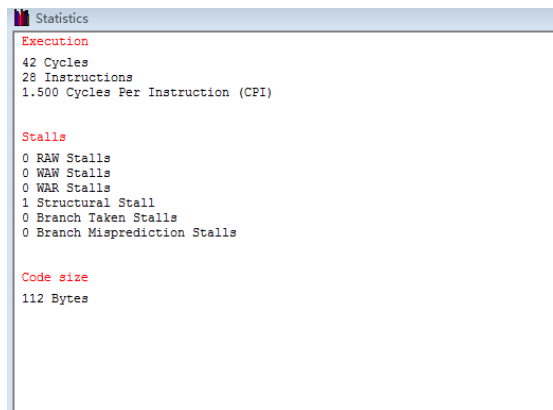 Statistics
Execution
42 Cycles
28 Instructions
1.500 Cycles Per Instruction (CPI)
Stalls
0 RAW Stalls
0 WAW Stalls
0 WAR Stalls
1 Structural Stall
0 Branch Taken Stalls
0 Branch Misprediction Stalls
Code size
112 Bytes